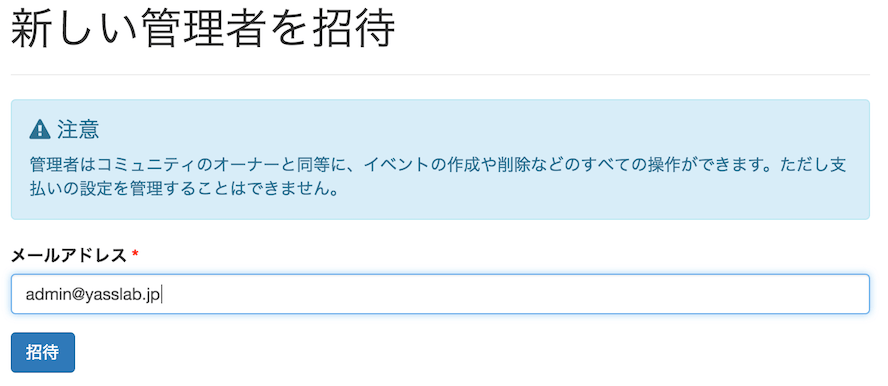 新しい管理者を招待
注意
管理者はコミュニティのオーナーと同等に、イベントの作成や削除などのすべての操作ができます。ただし支
払いの設定を管理することはできません。
メールアドレス *
admin@yasslab.jp
招待